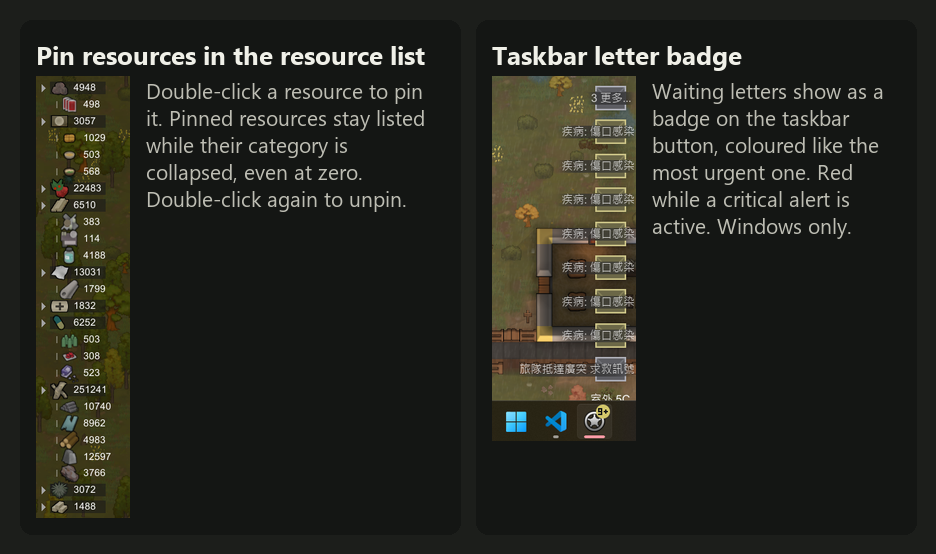 Pin resources in the resource list
4948
498
3057
1029
503
568
22483
6510
383
114
4188
13031
1799
1832
6252
503
308
523
251241
10740
8962
4983
12597
3766
3072
1488
Double-click a resource to pin
it. Pinned resources stay listed
while their category is
collapsed, even at zero.
Double-click again to unpin.
Taskbar letter badge
3 更多...
疾病: 傷口感染
疾病: 傷口感染
疾病: 傷口感染
疾病: 傷口感染
疾病: 傷口感染
疾病: 傷口感染
疾病: 傷口感染
旅隊抵達廣突 求救訊號
室外 5C
9+
Waiting letters show as a
badge on the taskbar
button, coloured like the
most urgent one. Red
while a critical alert is
active. Windows only.